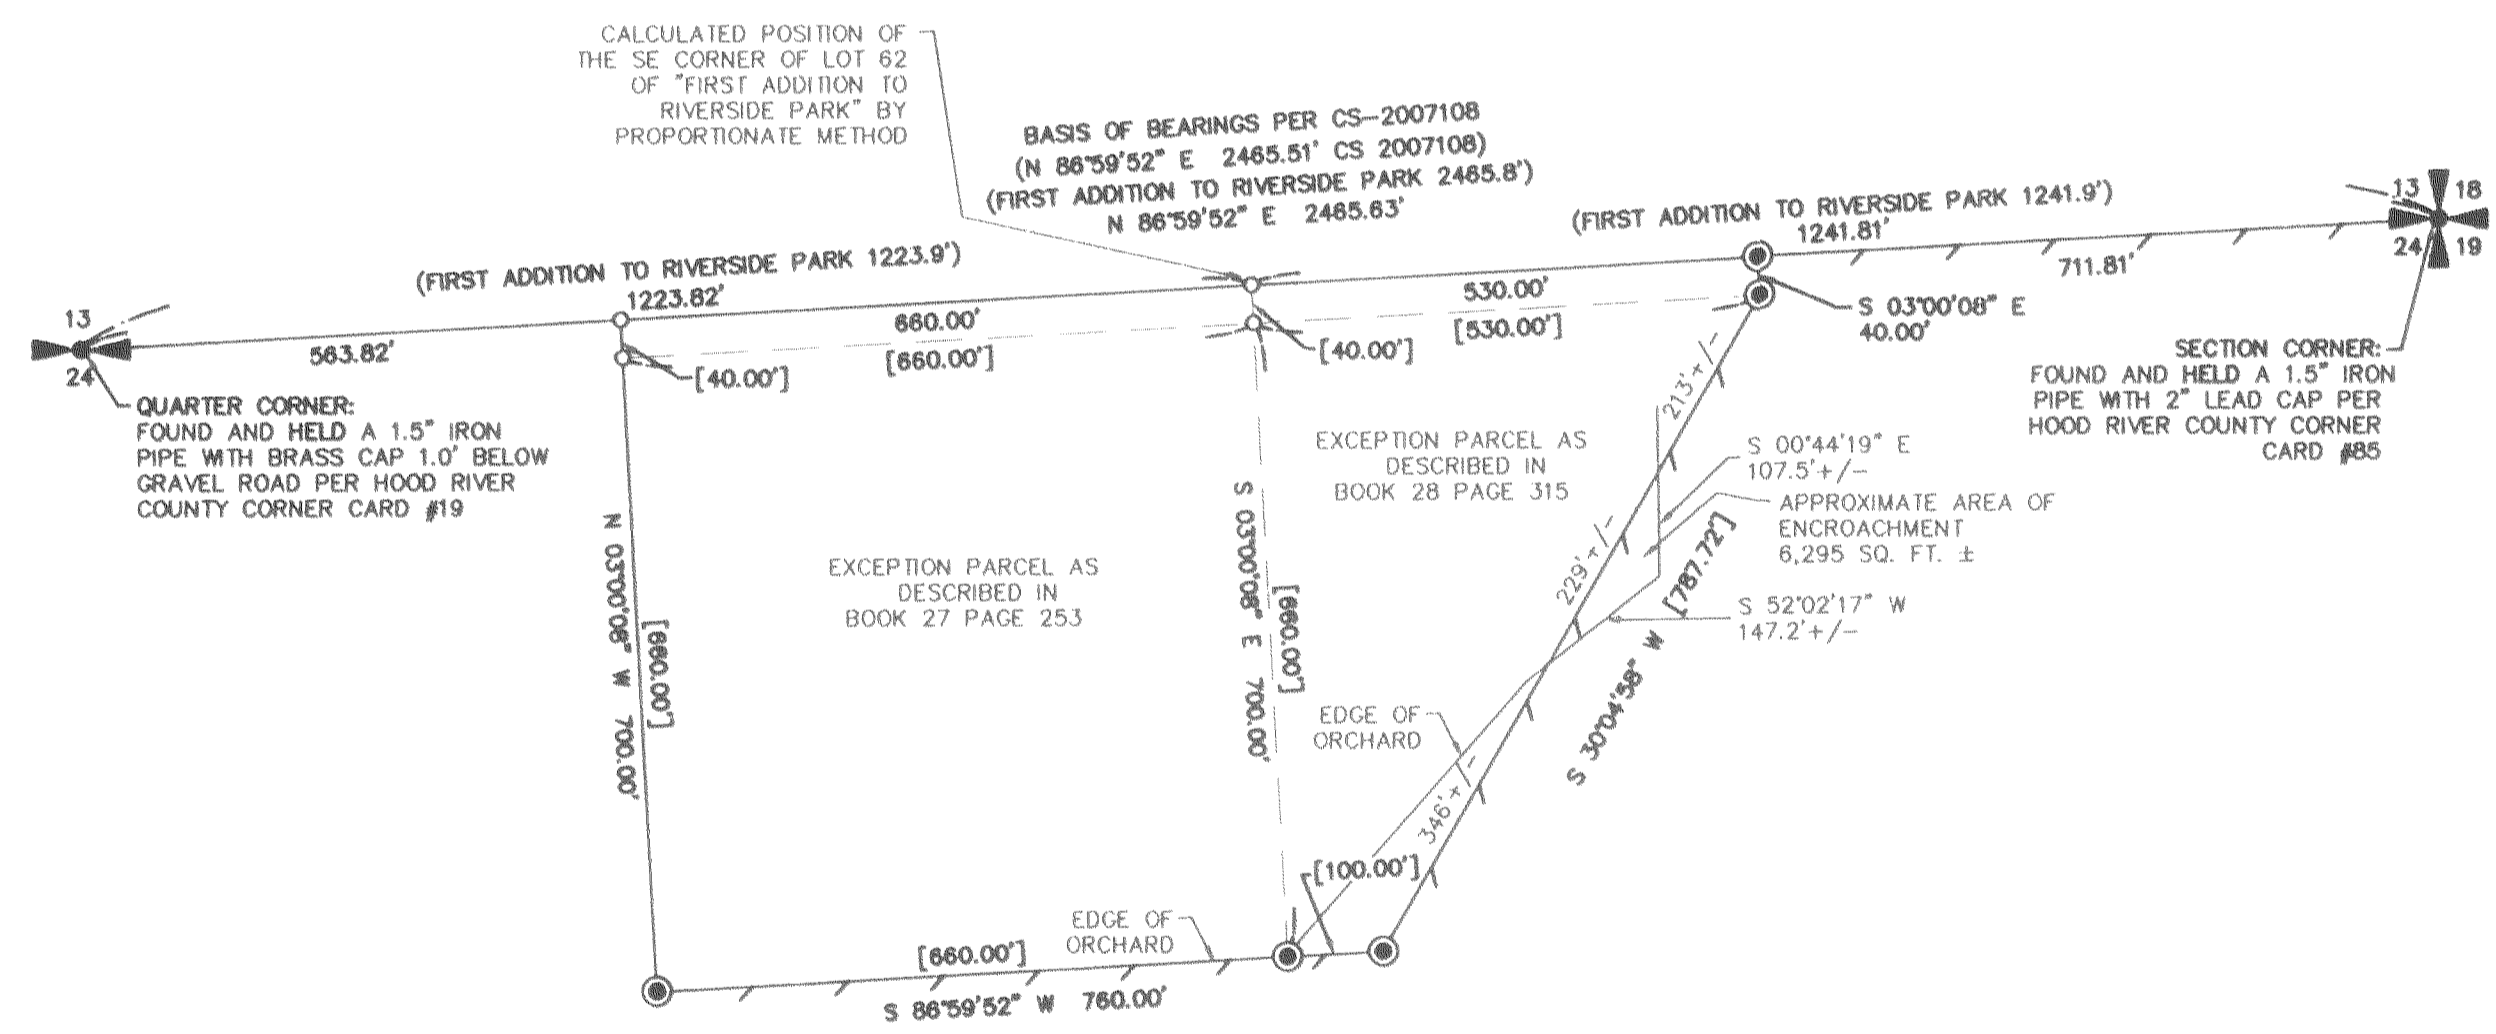 CALCULATED POSITION OF
THE SE CORNER OF LOT 62
OF "FIRST ADDITION TO
RIVERSIDE PARK" BY
PROPORTIONATE METHOD
BASIS OF BEARINGS PER CS-2007108
(N 86°59'52" E 2465.51' CS 2007108)
(FIRST ADDITION TO RIVERSIDE PARK 2465.8')
N 86°59'52" E 2465.63'
(FIRST ADDITION TO RIVERSIDE PARK 1241.9')
1241.81'
13 18
24 19
711.81'
(FIRST ADDITION TO RIVERSIDE PARK 1223.9')
1223.82'
13
24
563.82'
660.00'
[660.00']
530.00'
[530.00']
[40.00']
[40.00']
S 03°00'08" E
40.00'
QUARTER CORNER:
FOUND AND HELD A 1.5" IRON
PIPE WITH BRASS CAP 1.0' BELOW
GRAVEL ROAD PER HOOD RIVER
COUNTY CORNER CARD #19
SECTION CORNER:
FOUND AND HELD A 1.5" IRON
PIPE WITH 2" LEAD CAP PER
HOOD RIVER COUNTY CORNER
CARD #85
EXCEPTION PARCEL AS
DESCRIBED IN
BOOK 28 PAGE 315
213'+/-
S 00°44'19" E
107.5'+/-
APPROXIMATE AREA OF
ENCROACHMENT
6,295 SQ. FT. ±
S 52°02'17" W
147.2'+/-
229'+/-
[787.72']
S 30°04'58" W
N 03°00'08" W 700.00'
[660.00']
EXCEPTION PARCEL AS
DESCRIBED IN
BOOK 27 PAGE 253
S 03°00'08" E 700.00'
[660.00']
EDGE OF
ORCHARD
346'+/-
[100.00']
EDGE OF
ORCHARD
[660.00']
S 86°59'52" W 760.00'